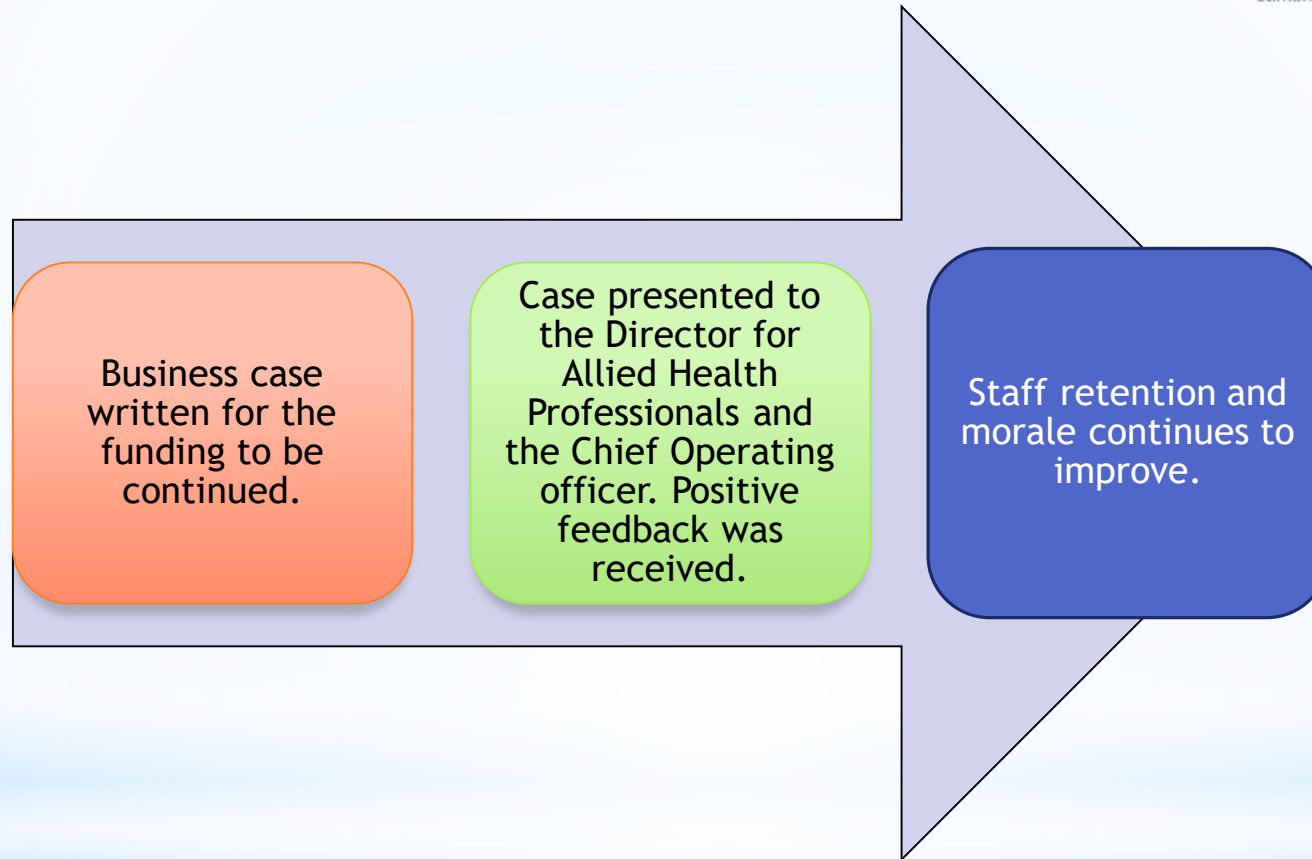 Business case
written for the
funding to be
continued.
Case presented to
the Director for
Allied Health
Professionals and
the Chief Operating
officer. Positive
feedback was
received.
Staff retention and
morale continues to
improve.